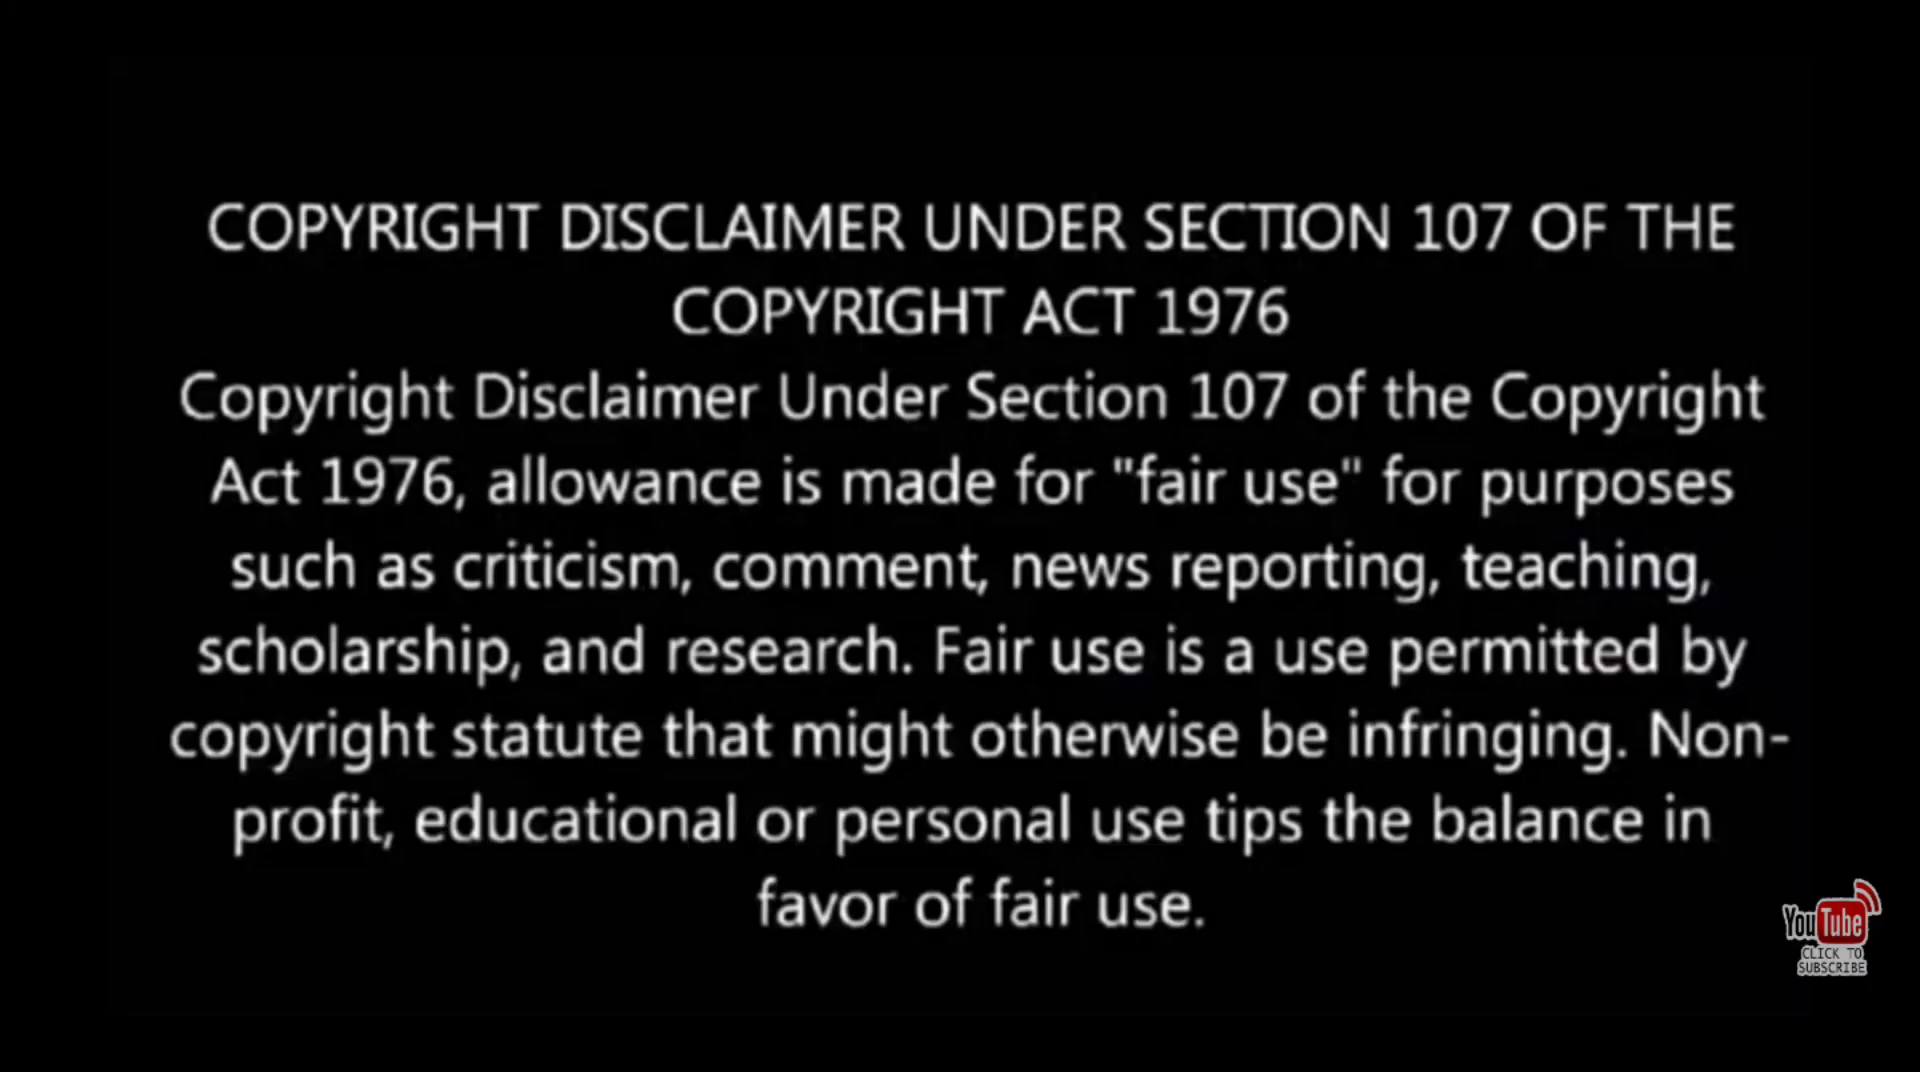 COPYRIGHT DISCLAIMER UNDER SECTION 107 OF THE
COPYRIGHT ACT 1976
Copyright Disclaimer Under Section 107 of the Copyright
Act 1976, allowance is made for "fair use" for purposes
such as criticism, comment, news reporting, teaching,
scholarship, and research. Fair use is a use permitted by
copyright statute that might otherwise be infringing. Non-
profit, educational or personal use tips the balance in
favor of fair use.
YouTube
CLICK TO
SUBSCRIBE